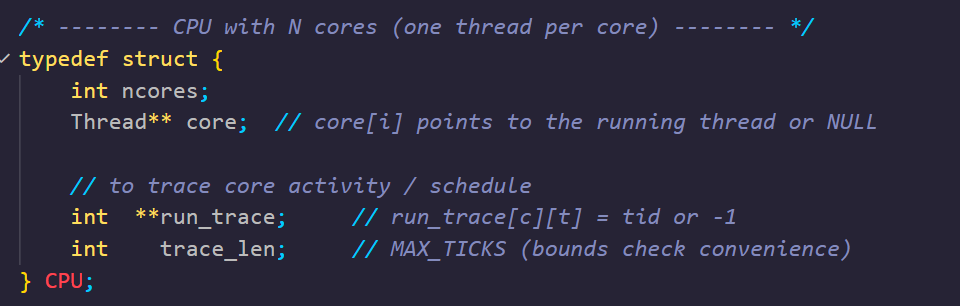 /* -------- CPU with N cores (one thread per core) -------- */
typedef struct {
    int ncores;
    Thread** core;  // core[i] points to the running thread or NULL

    // to trace core activity / schedule
    int  **run_trace;     // run_trace[c][t] = tid or -1
    int    trace_len;     // MAX_TICKS (bounds check convenience)
} CPU;